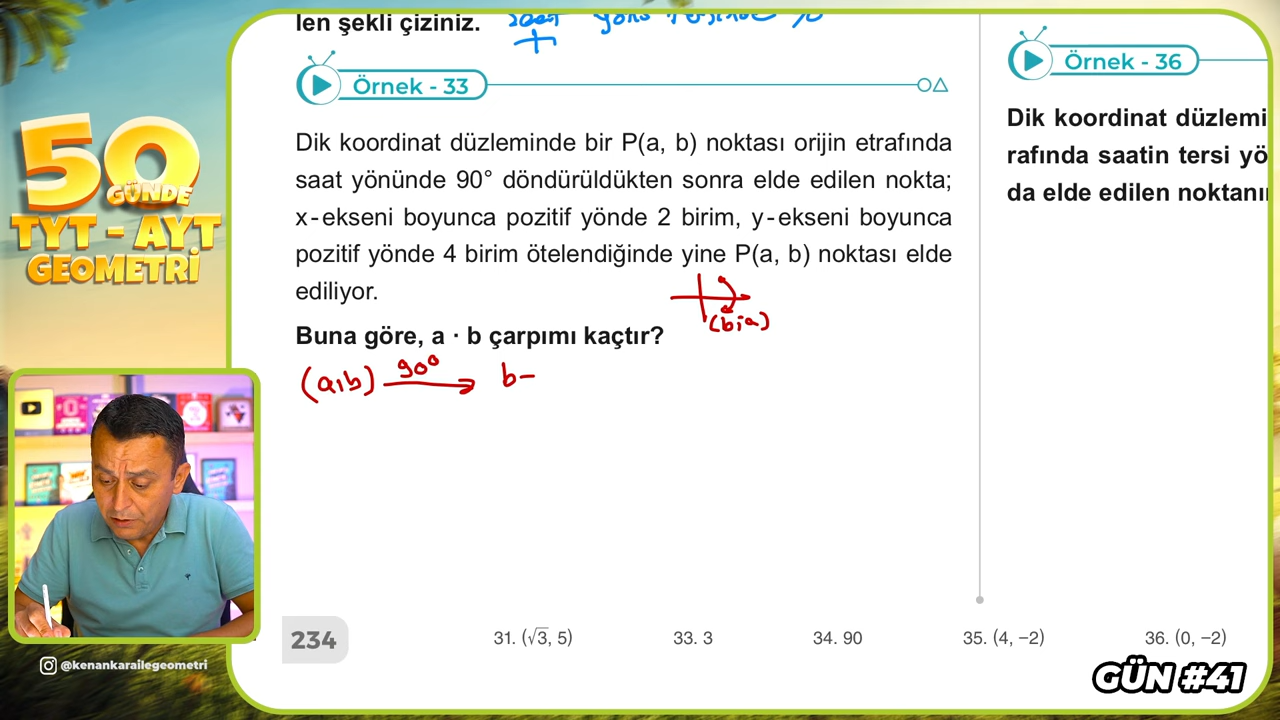 len şekli çiziniz.
Örnek - 33
Dik koordinat düzleminde bir P(a, b) noktası orijin etrafında
saat yönünde 90° döndürüldükten sonra elde edilen nokta;
x-ekseni boyunca pozitif yönde 2 birim, y-ekseni boyunca
pozitif yönde 4 birim ötelendiğinde yine P(a, b) noktası elde
ediliyor.
(b,a)
Buna göre, a · b çarpımı kaçtır?
(a,b) 90° b-
Örnek - 36
Dik koordinat düzlemi
rafında saatin tersi yö
da elde edilen noktanı
234
31. (√3, 5)
33. 3
34. 90
35. (4, −2)
36. (0, −2)
50
GÜNDE
TYT - AYT
GEOMETRİ
@kenankarailegeometri
GÜN #41